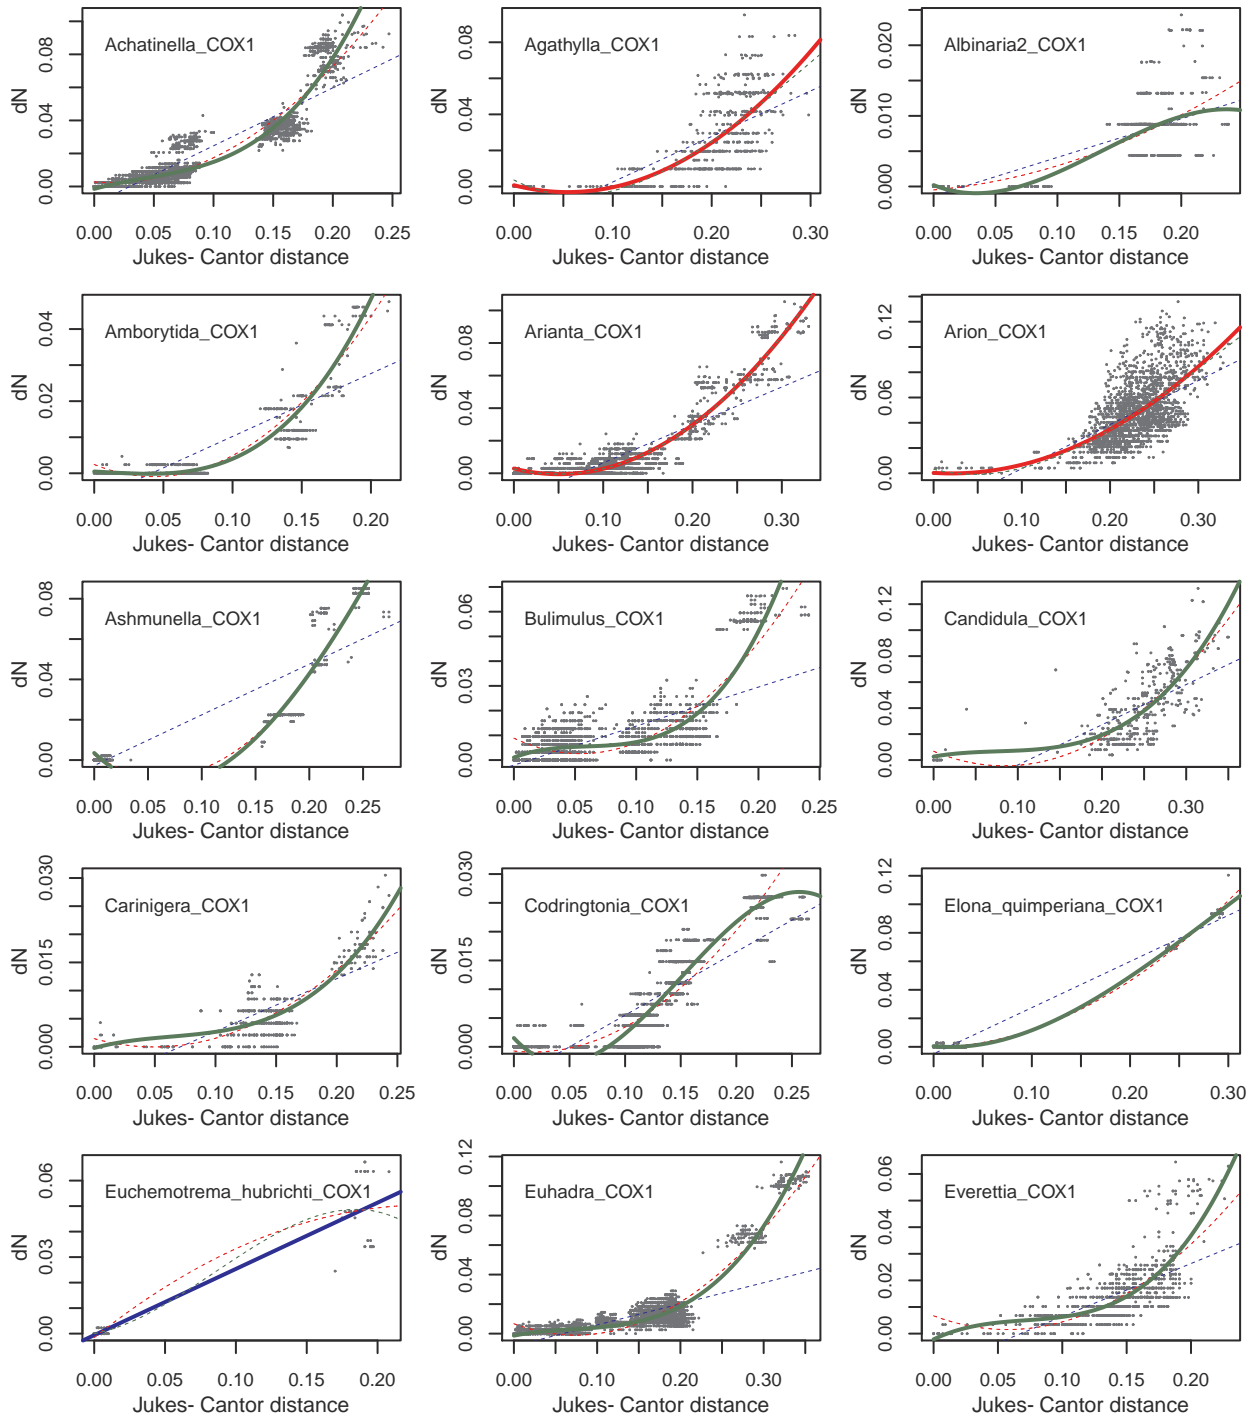 Achatinella_COX1
dN
0.00 0.04 0.08
0.00 0.05 0.10 0.15 0.20 0.25
Jukes- Cantor distance
Agathylla_COX1
dN
0.00 0.04 0.08
0.00 0.05 0.10 0.15 0.20 0.25 0.30
Jukes- Cantor distance
Albinaria2_COX1
dN
0.000 0.010 0.020
0.00 0.05 0.10 0.15 0.20
Jukes- Cantor distance
Amborytida_COX1
dN
0.00 0.02 0.04
0.00 0.05 0.10 0.15 0.20
Jukes- Cantor distance
Arianta_COX1
dN
0.00 0.04 0.08
0.00 0.10 0.20 0.30
Jukes- Cantor distance
Arion_COX1
dN
0.00 0.06 0.12
0.00 0.10 0.20 0.30
Jukes- Cantor distance
Ashmunella_COX1
dN
0.00 0.04 0.08
0.00 0.05 0.10 0.15 0.20 0.25
Jukes- Cantor distance
Bulimulus_COX1
dN
0.00 0.03 0.06
0.00 0.05 0.10 0.15 0.20 0.25
Jukes- Cantor distance
Candidula_COX1
dN
0.00 0.04 0.08 0.12
0.00 0.10 0.20 0.30
Jukes- Cantor distance
Carinigera_COX1
dN
0.000 0.015 0.030
0.00 0.05 0.10 0.15 0.20 0.25
Jukes- Cantor distance
Codringtonia_COX1
dN
0.000 0.015 0.030
0.00 0.05 0.10 0.15 0.20 0.25
Jukes- Cantor distance
Elona_quimperiana_COX1
dN
0.00 0.04 0.08 0.12
0.00 0.10 0.20 0.30
Jukes- Cantor distance
Euchemotrema_hubrichti_COX1
dN
0.00 0.03 0.06
0.00 0.05 0.10 0.15 0.20
Jukes- Cantor distance
Euhadra_COX1
dN
0.00 0.04 0.08 0.12
0.00 0.10 0.20 0.30
Jukes- Cantor distance
Everettia_COX1
dN
0.00 0.02 0.04 0.06
0.00 0.05 0.10 0.15 0.20
Jukes- Cantor distance